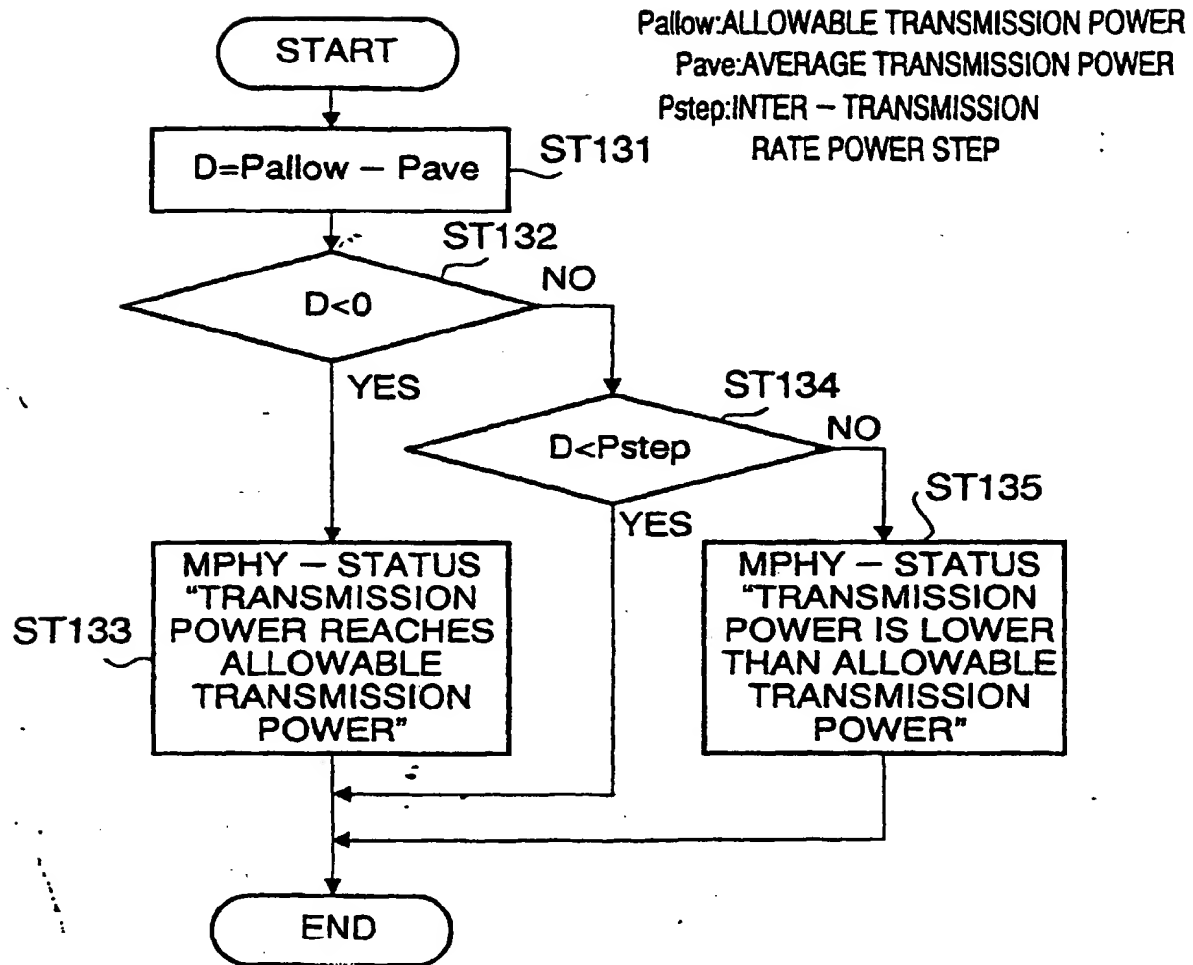 Pallow:ALLOWABLE TRANSMISSION POWER
Pave:AVERAGE TRANSMISSION POWER
Pstep:INTER – TRANSMISSION
RATE POWER STEP
START
D=Pallow – Pave
ST131
ST132
D<0
NO
YES
ST134
D<Pstep
NO
YES
ST135
ST133
MPHY – STATUS
“TRANSMISSION
POWER REACHES
ALLOWABLE
TRANSMISSION
POWER”
MPHY – STATUS
“TRANSMISSION
POWER IS LOWER
THAN ALLOWABLE
TRANSMISSION
POWER”
END